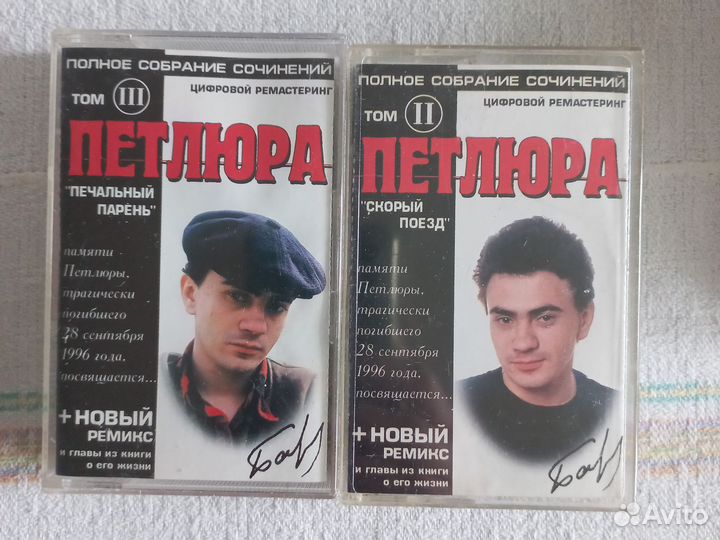 ПОЛНОЕ СОБРАНИЕ СОЧИНЕНИЙ
ТОМ III
ЦИФРОВОЙ РЕМАСТЕРИНГ
ПЕТЛЮРА
"ПЕЧАЛЬНЫЙ
ПАРЕНЬ"
памяти
Петлюры,
трагически
погибшего
28 сентября
1996 года,
посвящается...
+ НОВЫЙ
РЕМИКС
и главы из книги
о его жизни
ПОЛНОЕ СОБРАНИЕ СОЧИНЕНИЙ
ТОМ II
ЦИФРОВОЙ РЕМАСТЕРИНГ
ПЕТЛЮРА
"СКОРЫЙ
ПОЕЗД"
памяти
Петлюры,
трагически
погибшего
28 сентября
1996 года,
посвящается...
+ НОВЫЙ
РЕМИКС
и главы из книги
о его жизни
Avito